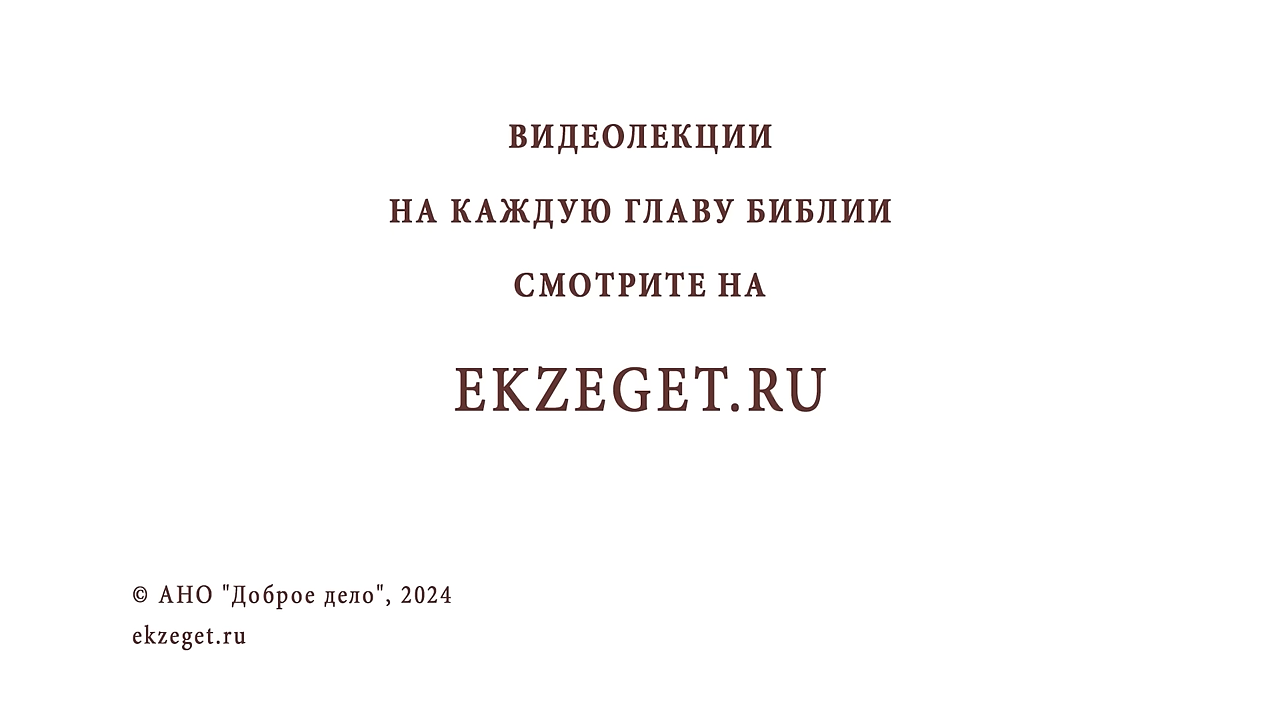 ВИДЕОЛЕКЦИИ
НА КАЖДУЮ ГЛАВУ БИБЛИИ
СМОТРИТЕ НА
EKZEGET.RU
© АНО "Доброе дело", 2024
ekzeget.ru